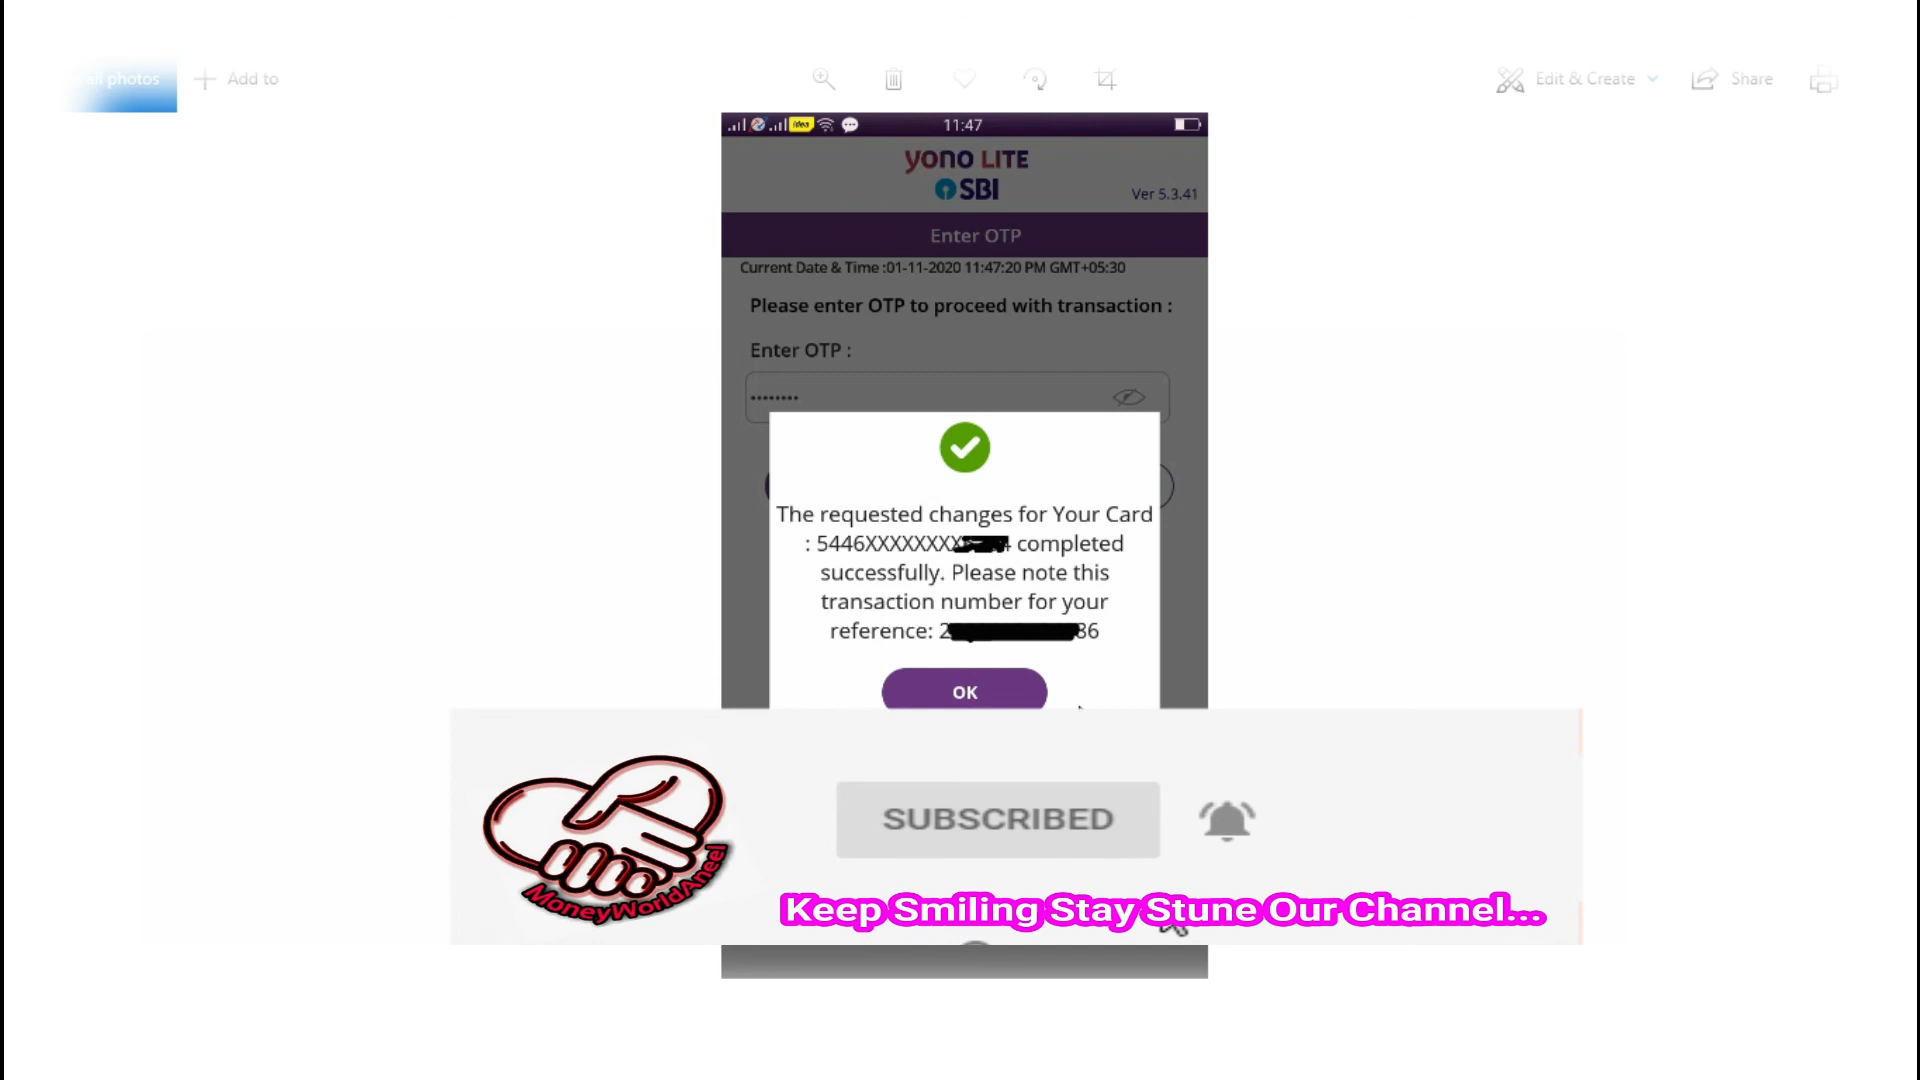 all photos
Add to
Edit & Create
Share
idea
11:47
yono LITE
SBI
Ver 5.3.41
Enter OTP
Current Date & Time :01-11-2020 11:47:20 PM GMT+05:30
Please enter OTP to proceed with transaction :
Enter OTP :
The requested changes for Your Card
: 5446XXXXXXXX completed
successfully. Please note this
transaction number for your
reference: 2 86
OK
SUBSCRIBED
MoneyWorldAneel
Keep Smiling Stay Stune Our Channel...